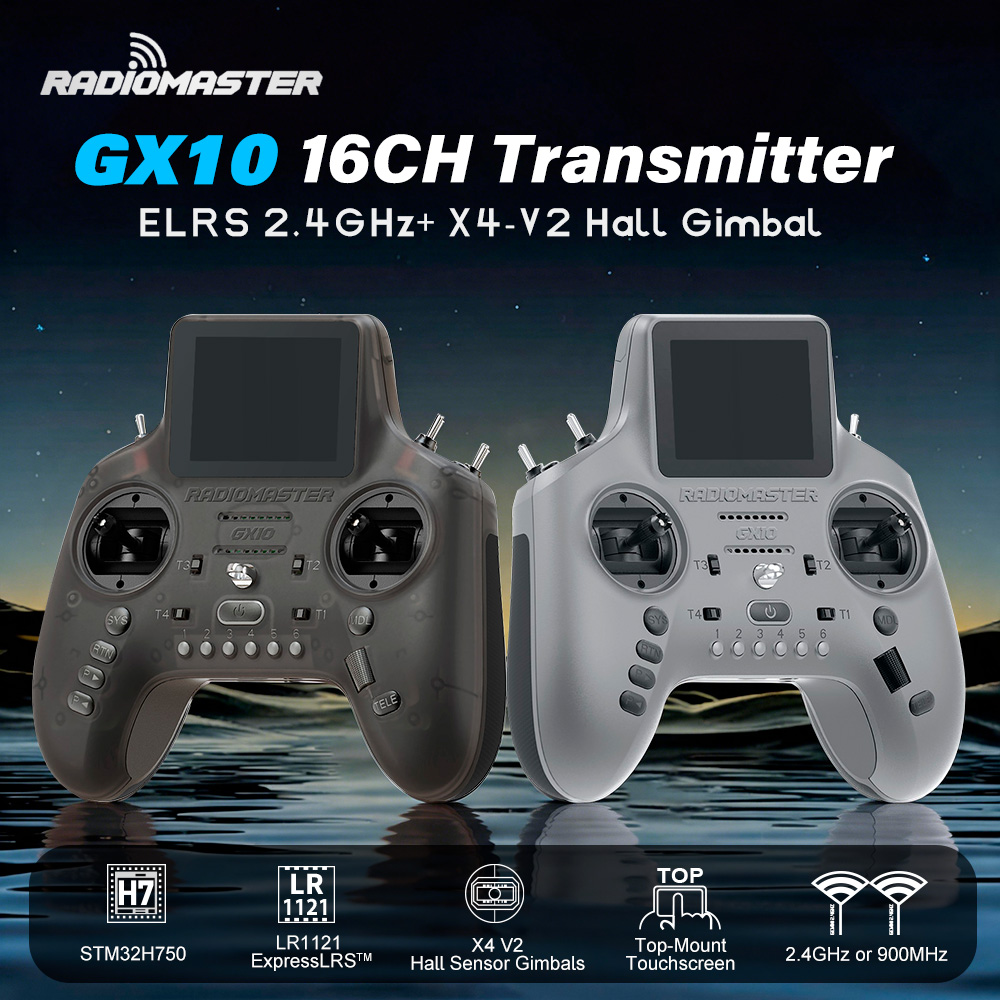 RADIOMASTER
GX10 16CH Transmitter
ELRS 2.4GHz+ X4-V2 Hall Gimbal
RADIOMASTER
GX10
T3
T2
T4
T1
SYS
MDL
1 2 3 4 5 6
RTN
P ▶
P ◀
TELE
RADIOMASTER
GX10
T3
T2
T4
T1
SYS
MDL
1 2 3 4 5 6
RTN
H7
STM32H750
LR
1121
LR1121
ExpressLRS™
X4 V2
Hall Sensor Gimbals
TOP
Top-Mount
Touchscreen
2.4GHz or 900MHz